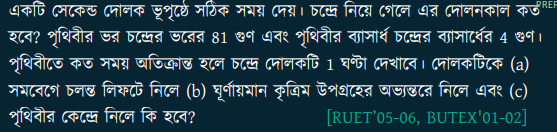 একটি সেকেন্ড দোলক ভূপৃষ্ঠে সঠিক সময় দেয়। চন্দ্রে নিয়ে গেলে এর দোলনকাল কত
হবে? পৃথিবীর ভর চন্দ্রের ভরের 81 গুণ এবং পৃথিবীর ব্যাসার্ধ চন্দ্রের ব্যাসার্ধের 4 গুণ।
পৃথিবীতে কত সময় অতিক্রান্ত হলে চন্দ্রে দোলকটি 1 ঘণ্টা দেখাবে। দোলকটিকে (a)
সমবেগে চলন্ত লিফটে নিলে (b) ঘূর্ণায়মান কৃত্রিম উপগ্রহের অভ্যন্তরে নিলে এবং (c)
পৃথিবীর কেন্দ্রে নিলে কি হবে?
[RUET'05-06, BUTEX'01-02]